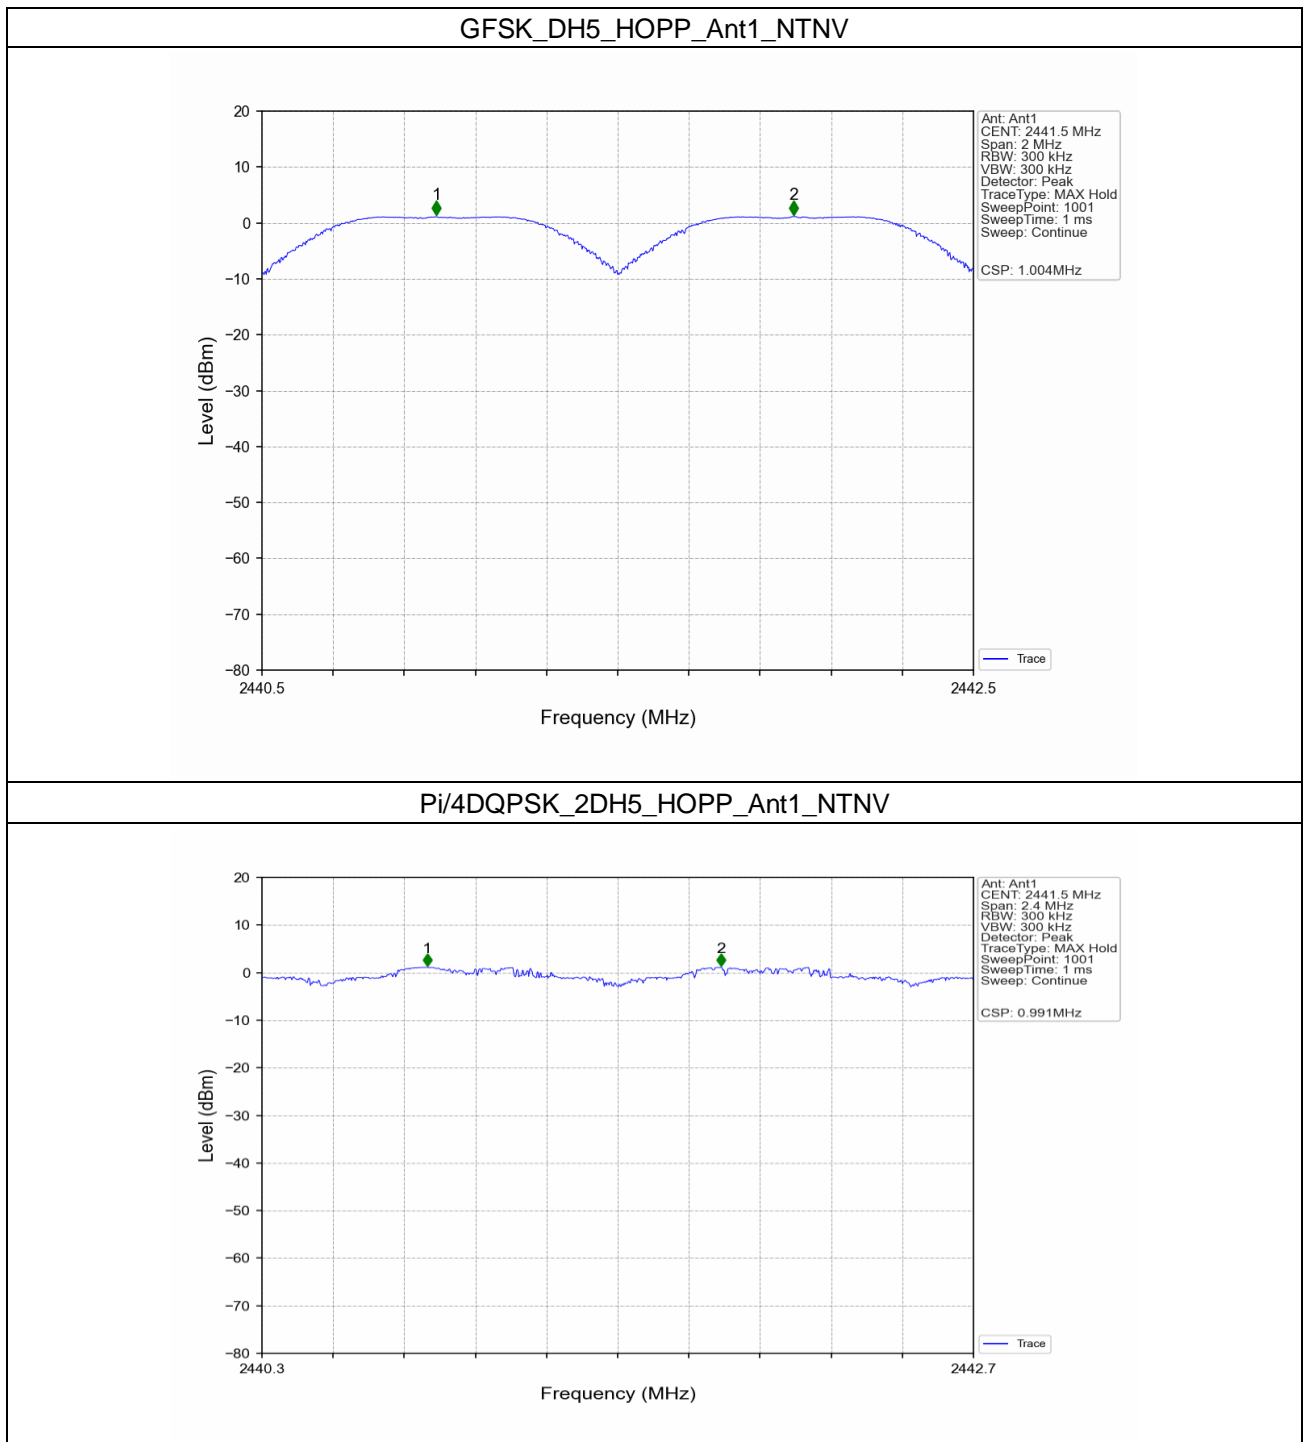 GFSK_DH5_HOPP_Ant1_NTNV
20
10
0
−10
−20
−30
−40
−50
−60
−70
−80
Level (dBm)
1
2
Ant: Ant1
CENT: 2441.5 MHz
Span: 2 MHz
RBW: 300 kHz
VBW: 300 kHz
Detector: Peak
TraceType: MAX Hold
SweepPoint: 1001
SweepTime: 1 ms
Sweep: Continue
CSP: 1.004MHz
Trace
2440.5
2442.5
Frequency (MHz)
Pi/4DQPSK_2DH5_HOPP_Ant1_NTNV
20
10
0
−10
−20
−30
−40
−50
−60
−70
−80
Level (dBm)
1
2
Ant: Ant1
CENT: 2441.5 MHz
Span: 2.4 MHz
RBW: 300 kHz
VBW: 300 kHz
Detector: Peak
TraceType: MAX Hold
SweepPoint: 1001
SweepTime: 1 ms
Sweep: Continue
CSP: 0.991MHz
Trace
2440.3
2442.7
Frequency (MHz)